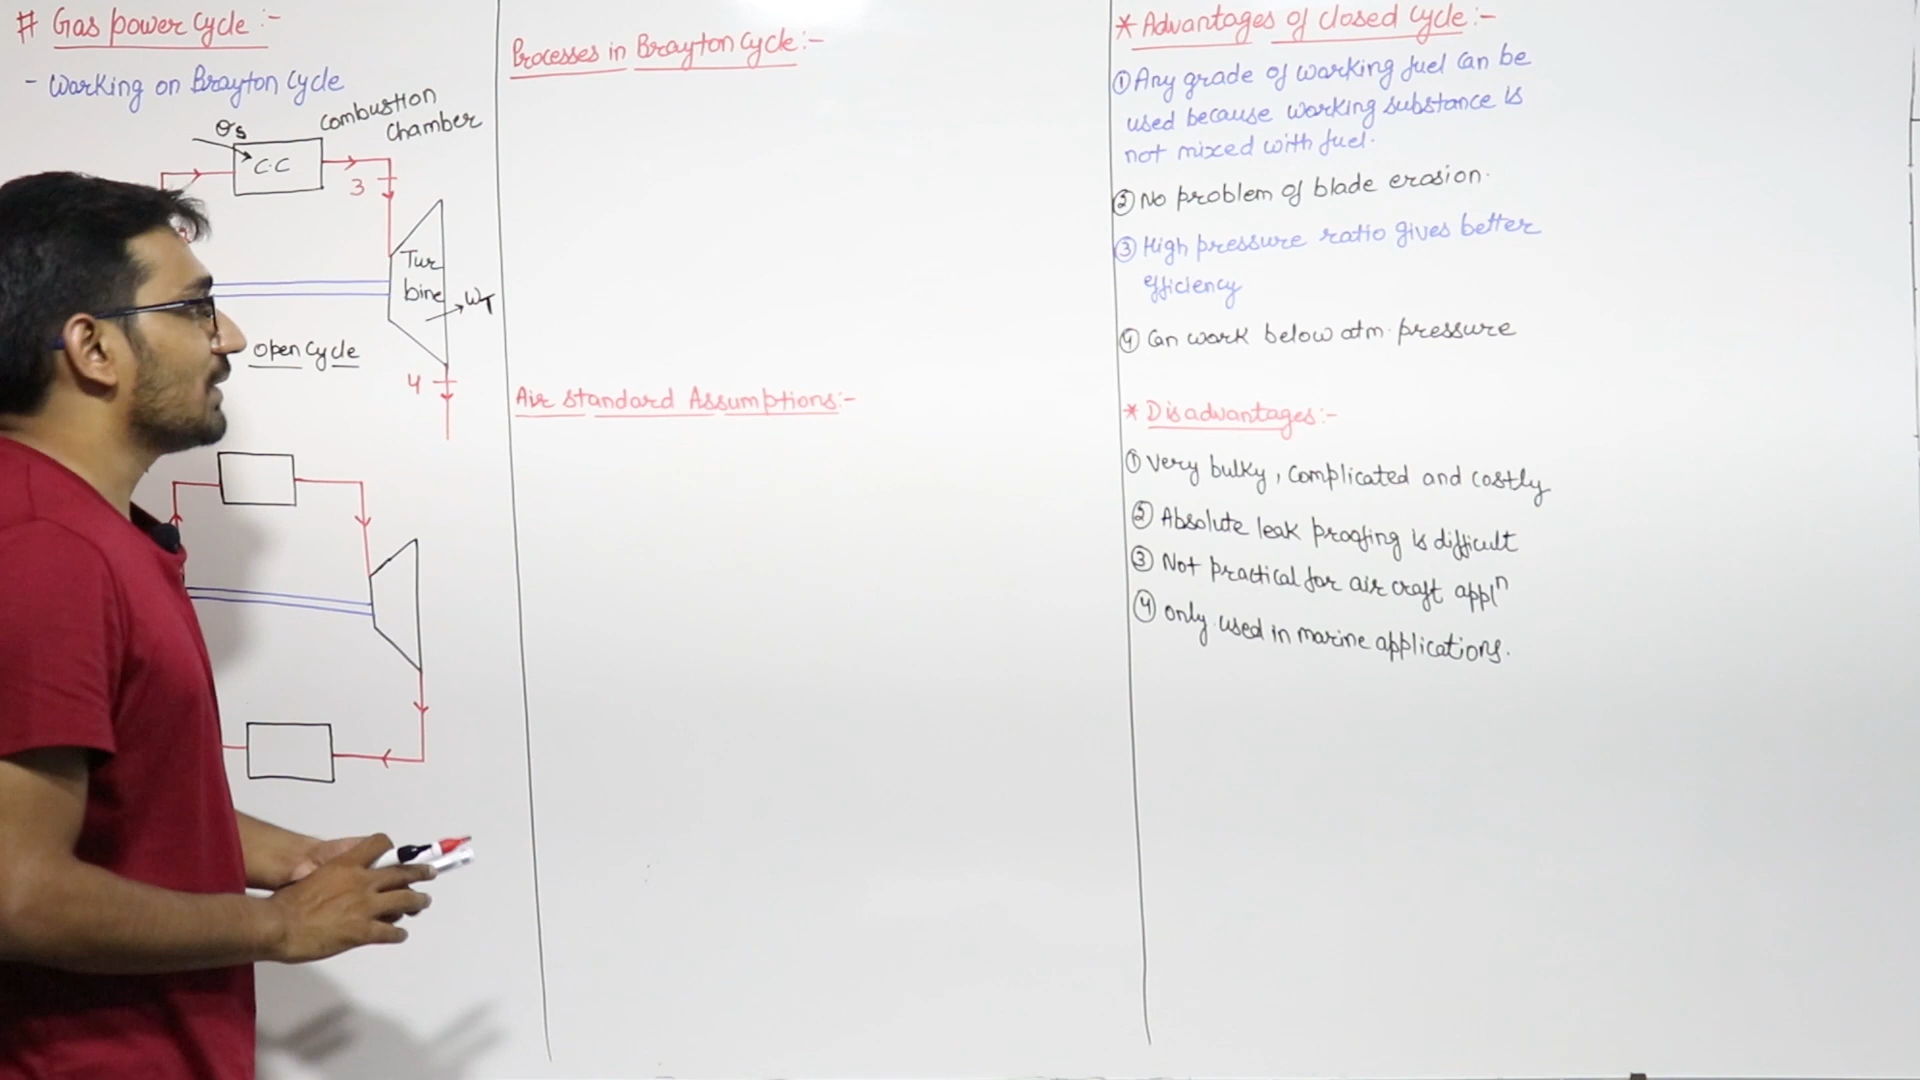 # Gas power cycle :-
- Working on Brayton Cycle
Combustion
Chamber
Qs
C.C
3
Tur
bine
WT
Open Cycle
4
Processes in Brayton Cycle:-
Air standard Assumptions:-
* Advantages of closed cycle:-
① Any grade of working fuel can be
used because working substance is
not mixed with fuel.
② No problem of blade erosion.
③ High pressure ratio gives better
efficiency
④ Can work below atm. pressure
* Disadvantages:-
① Very bulky, complicated and costly
② Absolute leak proofing is difficult
③ Not practical for air craft appln
④ only used in marine applications.